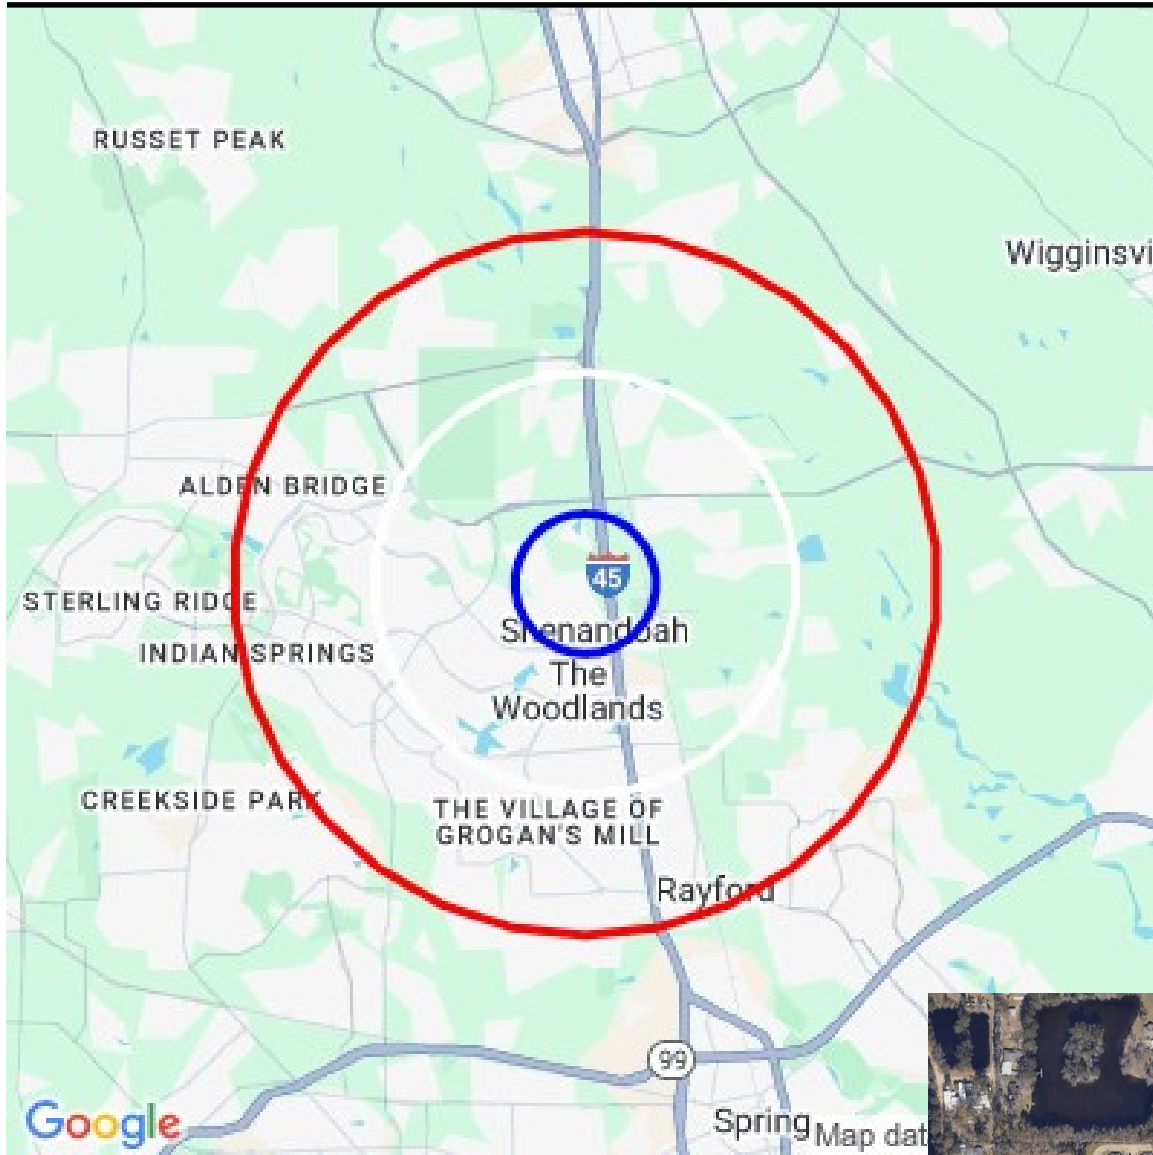 RUSSET PEAK
Wigginsvi
ALDEN BRIDGE
45
STERLING RIDGE
Shenandoah
INDIAN SPRINGS
The
Woodlands
CREEKSIDE PARK
THE VILLAGE OF
GROGAN'S MILL
Rayford
99
Google
Spring
Map dat